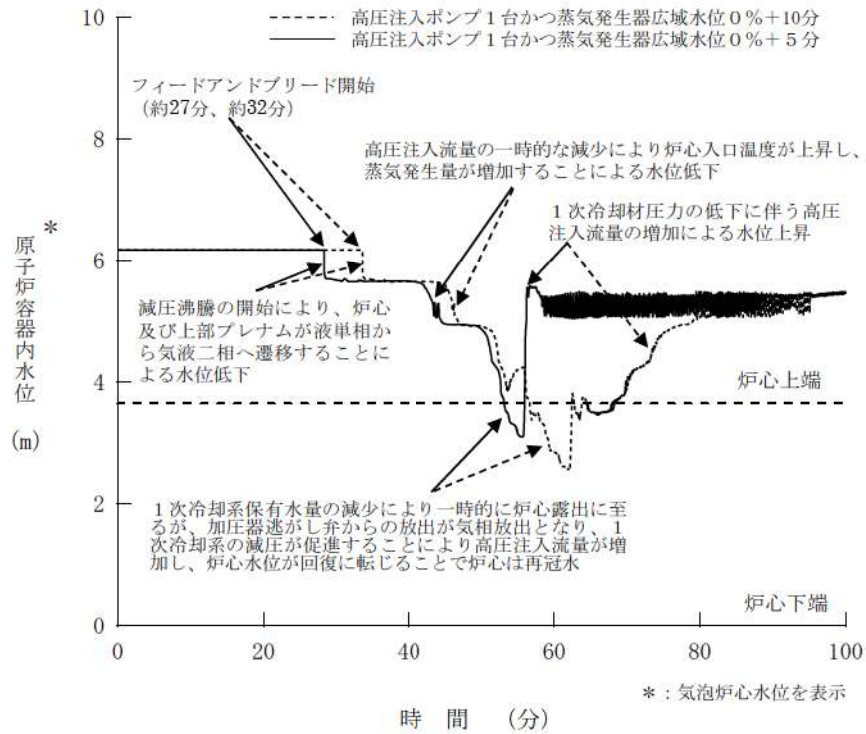 高圧注入ポンプ1台かつ蒸気発生器広域水位0%+10分
高圧注入ポンプ1台かつ蒸気発生器広域水位0%+5分
フィードアンドブリード開始
(約27分、約32分)
高圧注入流量の一時的な減少により炉心入口温度が上昇し、
蒸気発生量が増加することによる水位低下
1次冷却材圧力の低下に伴う高圧
注入流量の増加による水位上昇
減圧沸騰の開始により、炉心
及び上部プレナムが液単相か
ら気液二相へ遷移することに
よる水位低下
炉心上端
1次冷却系保有水量の減少により一時的に炉心露出に至
るが、加圧器逃がし弁からの放出が気相放出となり、1
次冷却系の減圧が促進することにより高圧注入流量が増
加し、炉心水位が回復に転じることで炉心は再冠水
炉心下端
原子炉容器内水位*
(m)
10
8
6
4
2
0
0 20 40 60 80 100
*:気泡炉心水位を表示
時 間 (分)